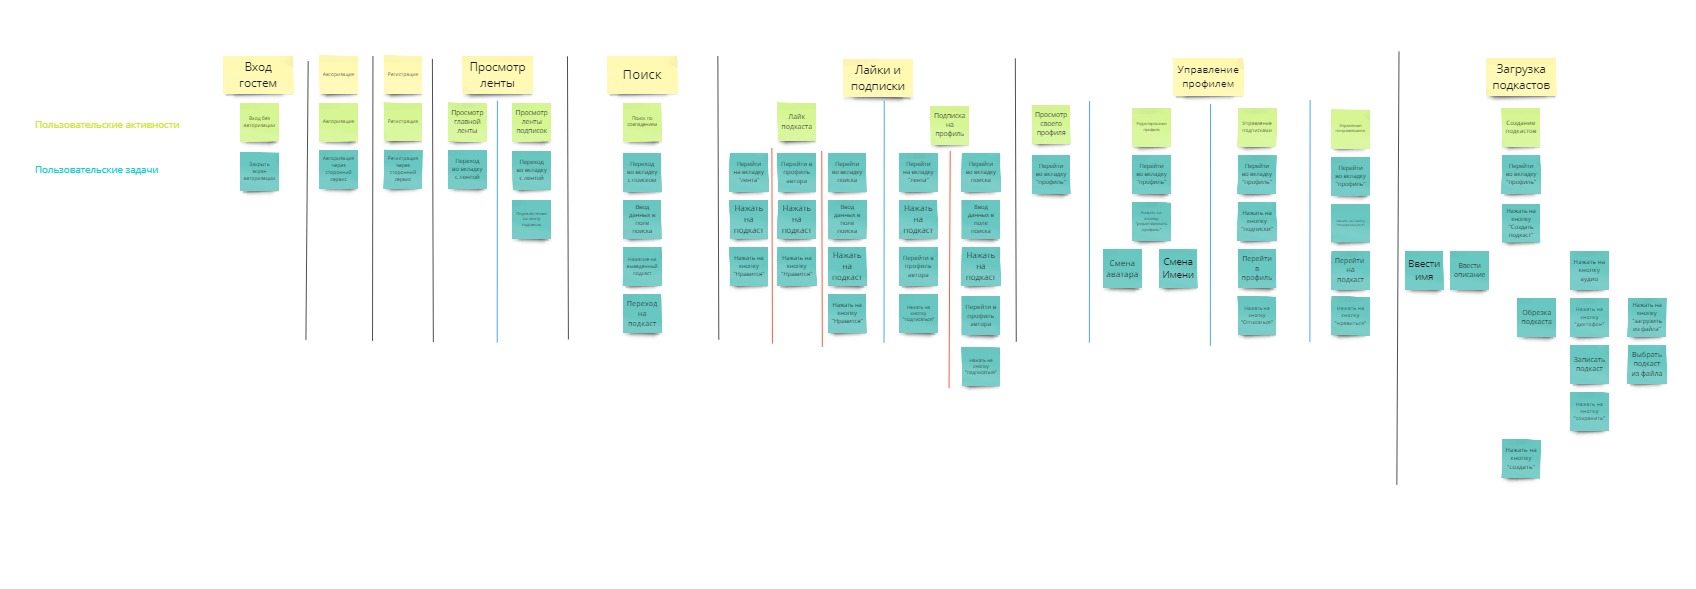 Вход
гостем
Авторизация
Регистрация
Просмотр
ленты
Поиск
Лайки и
подписки
Управление
профилем
Загрузка
подкастов
Пользовательские активности
Вход без
авторизации
Авторизация
Регистрация
Просмотр
главной
ленты
Просмотр
ленты
подписок
Поиск по
совпадениям
Лайк
подкаста
Подписка
на
профиль
Просмотр
своего
профиля
Редактирование
профиля
Управление
подписками
Управление
Создание
подкастов
Пользовательские задачи
Закрыть
экран
авторизации
Авторизация
через
сторонний
сервис
Регистрация
через
сторонний
сервис
Переход
во вкладку
с лентой
Переход
во вкладку
с лентой
Переход
во вкладку
с поиском
Перейти
на вкладку
"лента"
Перейти в
профиль
автора
Перейти
во вкладку
поиска
Перейти
на вкладку
"лента"
Перейти
во вкладку
поиска
Перейти
во вкладку
"профиль"
Перейти
во вкладку
"профиль"
Перейти
во вкладку
"профиль"
Перейти
во вкладку
"профиль"
Перейти
во вкладку
"профиль"
Переключение
на ленту
подписок
Ввод
данных в
поле
поиска
Нажать
на
подкаст
Нажать
на
подкаст
Ввод
данных в
поле
поиска
Нажать
на
подкаст
Ввод
данных в
поле
поиска
Нажать на
кнопку
"редактировать
профиль"
Нажать на
кнопку
"подписки"
Нажать на
кнопку
"Создать
подкаст"
Нажатие на
выведенный
подкаст
Нажать на
кнопку
"Нравится"
Нажать на
кнопку
"Нравится"
Нажать
на
подкаст
Перейти в
профиль
автора
Нажать
на
подкаст
Смена
аватара
Смена
Имени
Перейти
в
профиль
Перейти
на
подкаст
Ввести
имя
Ввести
описание
Нажать на
кнопку
аудио
Переход
на
подкаст
Нажать на
кнопку
"Нравится"
Нажать на
кнопку
"подписаться"
Перейти в
профиль
автора
Нажать на
кнопку
"Отписаться"
Нажать на
кнопку
"нравиться"
Обрезка
подкаста
Нажать на
кнопку
"диктофон"
Нажать на
кнопку
"загрузить
из файла"
Нажать на
кнопку
"подписаться"
Записать
подкаст
Выбрать
подкаст
из файла
Нажать на
кнопку
"сохранить"
Нажать на
кнопку
"создать"